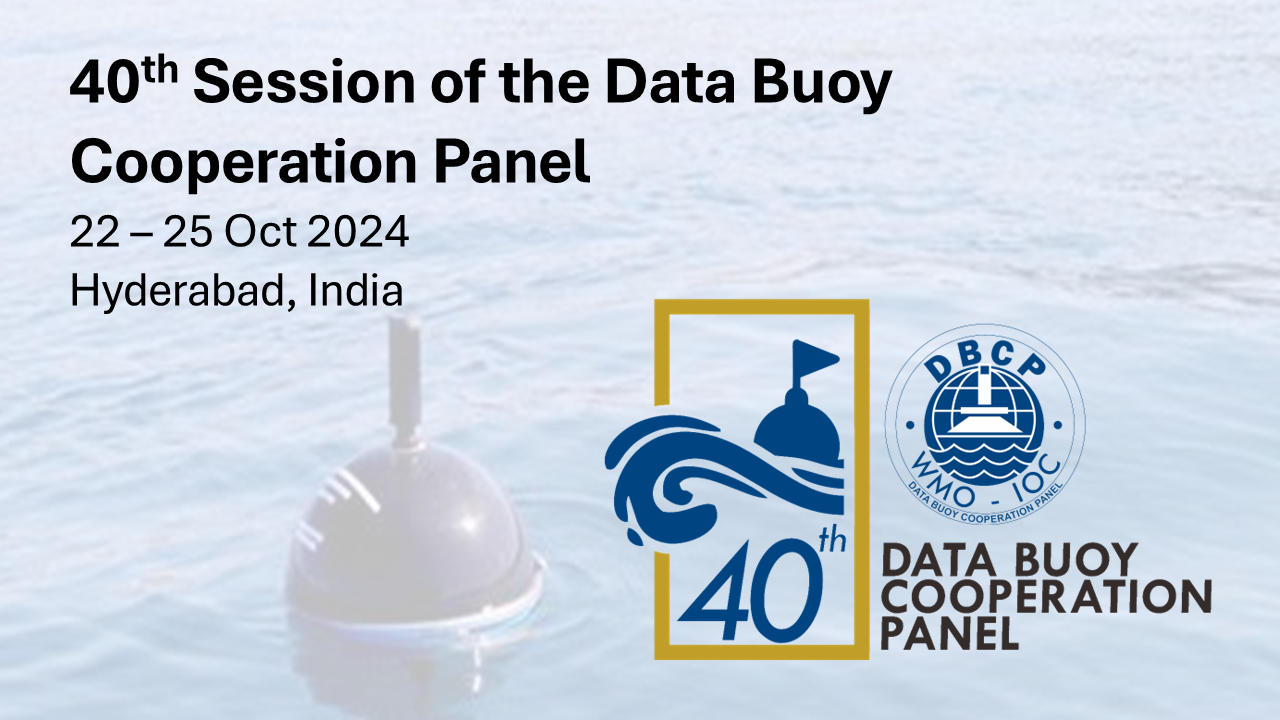 40th Session of the Data Buoy
Cooperation Panel
22 – 25 Oct 2024
Hyderabad, India
40th
DBCP
WMO - IOC
DATA BUOY COOPERATION PANEL
DATA BUOY
COOPERATION
PANEL